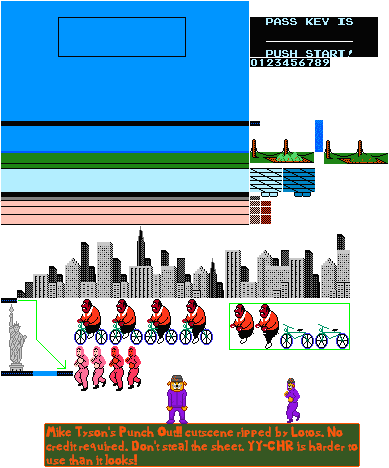 PASS KEY IS
PUSH START!
0123456789
Mike Tyson's Punch Out!! cutscene ripped by Lotos. No
credit required. Don't steal the sheet. YY-CHR is harder to
use than it looks!